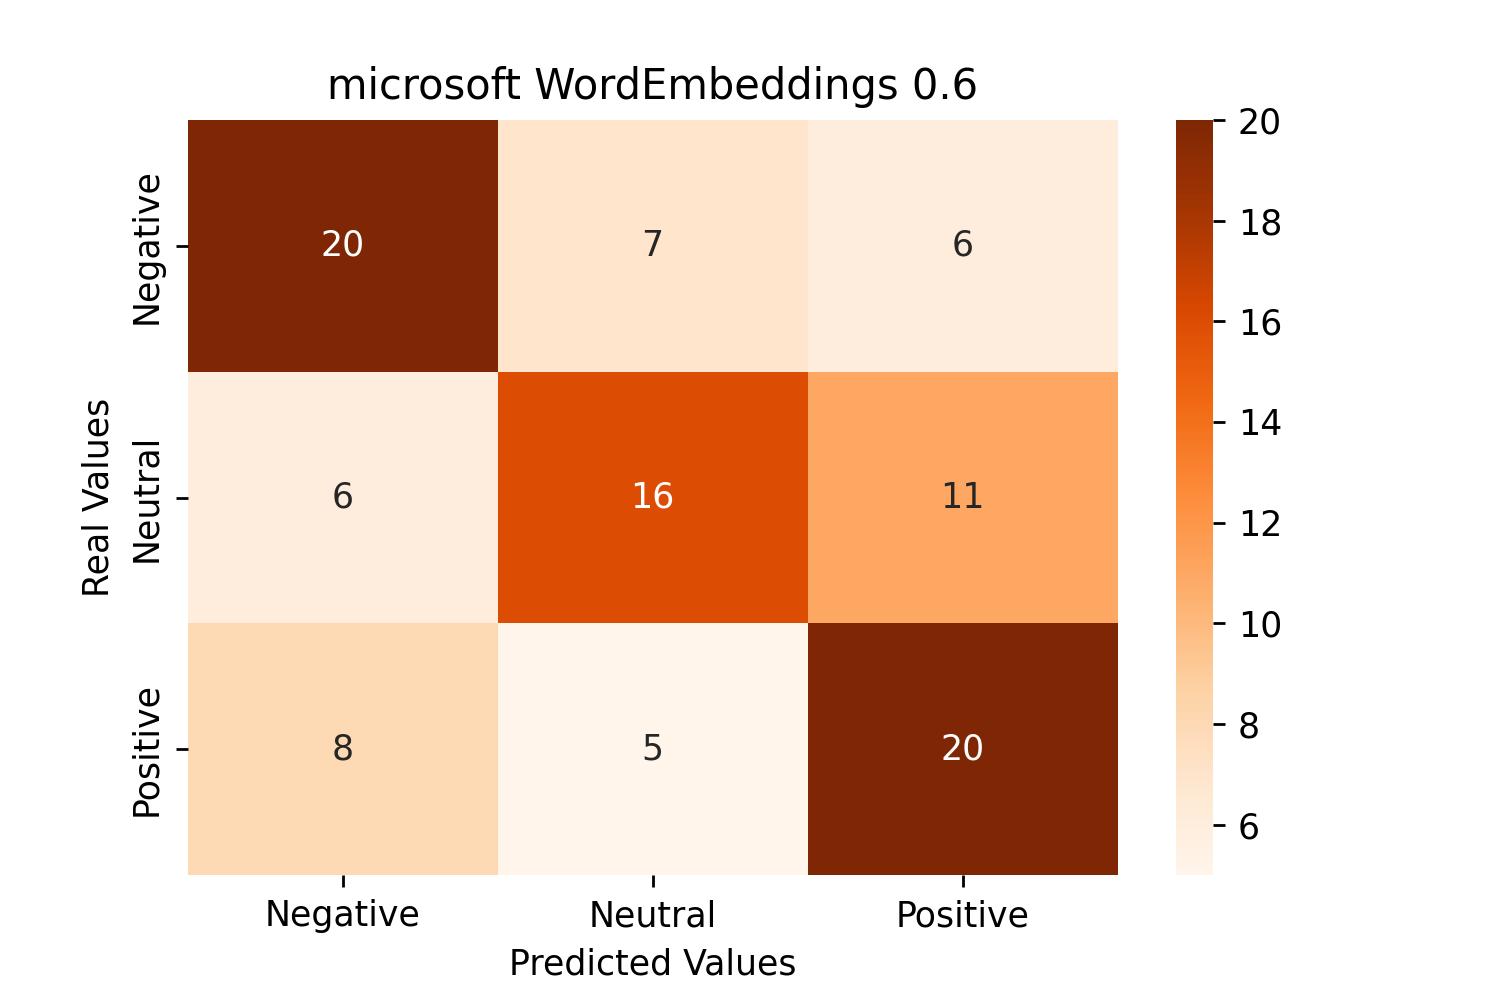 microsoft WordEmbeddings 0.6
Real Values
Negative
20 7 6
Neutral
6 16 11
Positive
8 5 20
Negative Neutral Positive
Predicted Values
20
18
16
14
12
10
8
6